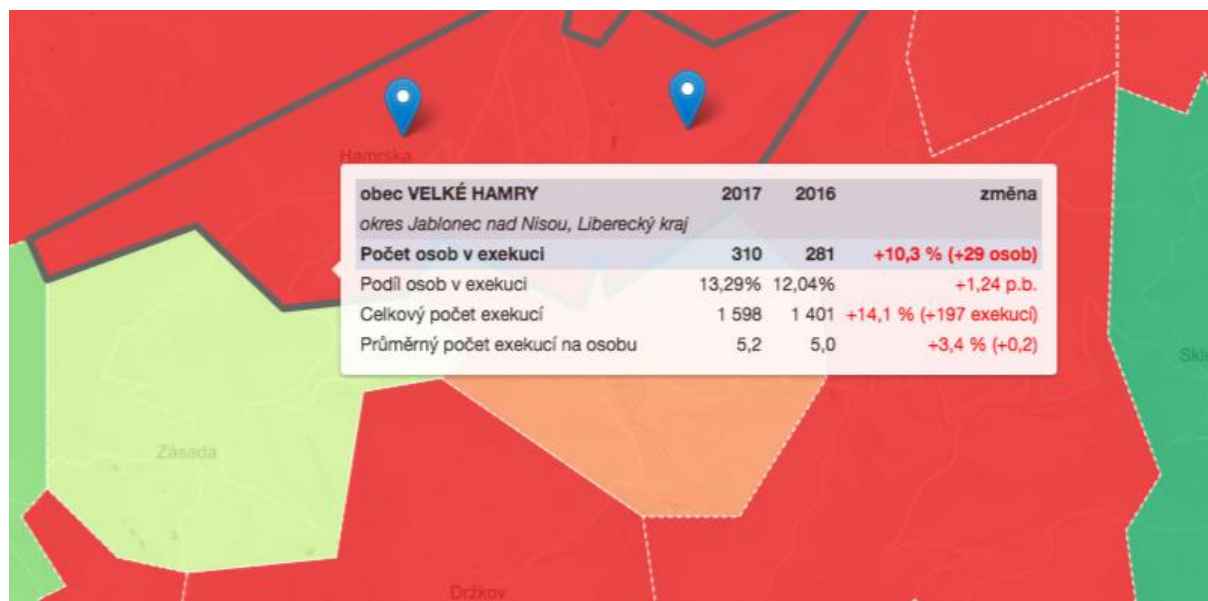 Hamrska
obec VELKÉ HAMRY 2017 2016 změna
okres Jablonec nad Nisou, Liberecký kraj
Počet osob v exekuci 310 281 +10,3 % (+29 osob)
Podíl osob v exekuci 13,29% 12,04% +1,24 p.b.
Celkový počet exekucí 1 598 1 401 +14,1 % (+197 exekucí)
Průměrný počet exekucí na osobu 5,2 5,0 +3,4 % (+0,2)
Zásada
Držkov